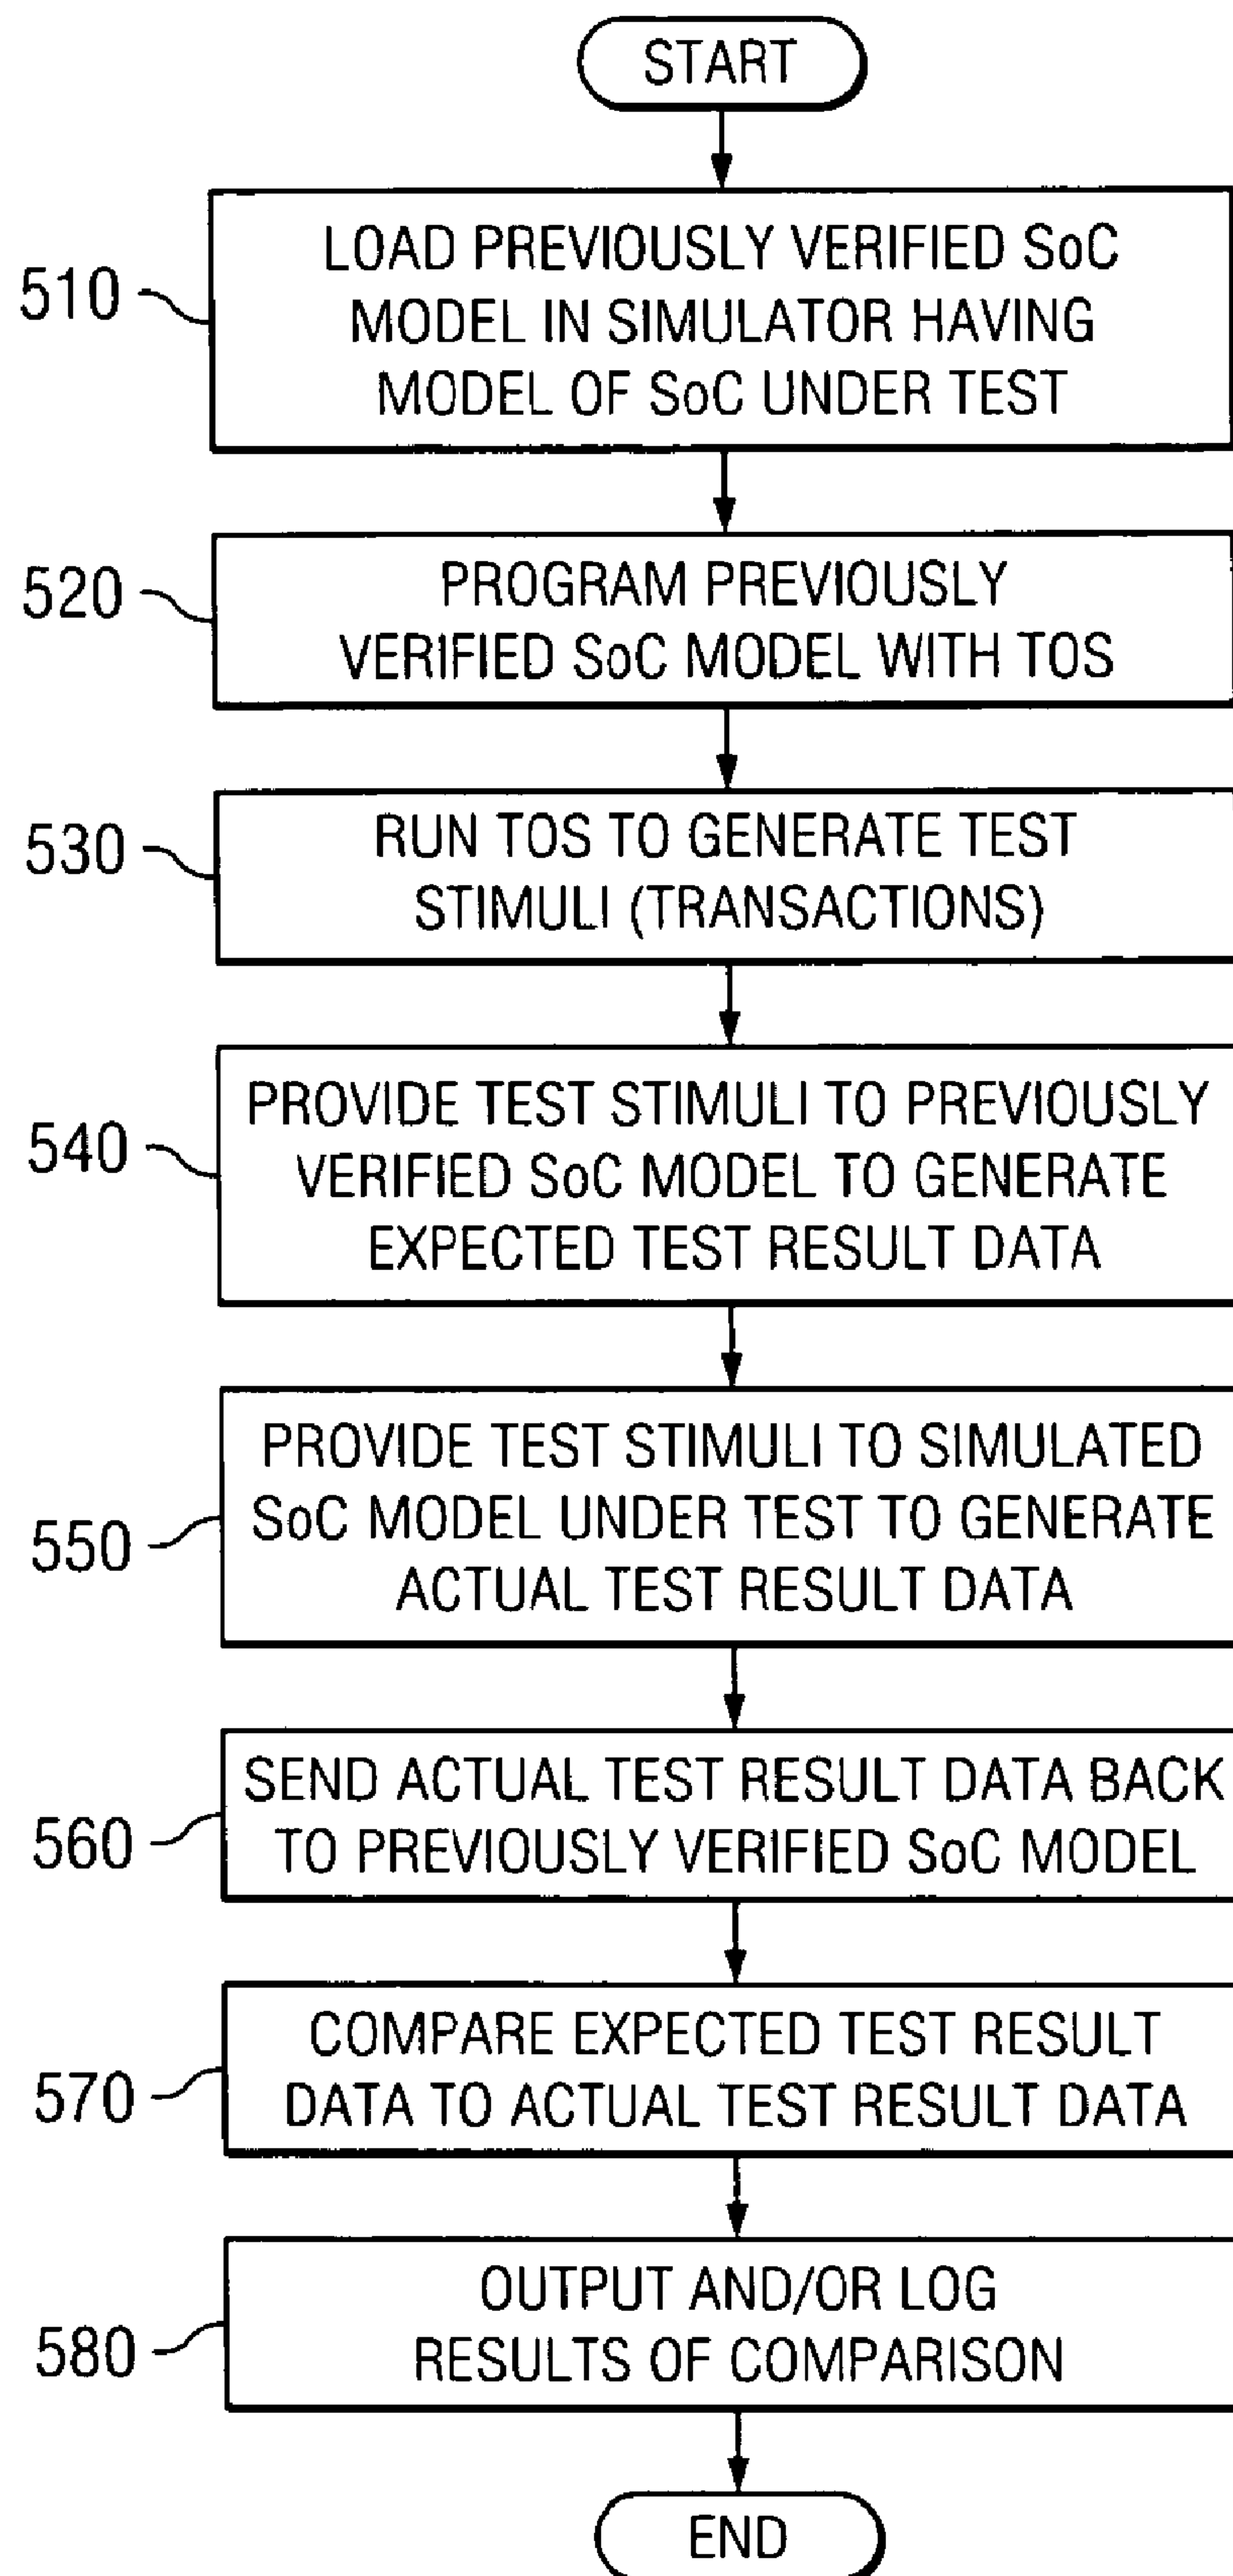 START
510
LOAD PREVIOUSLY VERIFIED SoC
MODEL IN SIMULATOR HAVING
MODEL OF SoC UNDER TEST
520
PROGRAM PREVIOUSLY
VERIFIED SoC MODEL WITH TOS
530
RUN TOS TO GENERATE TEST
STIMULI (TRANSACTIONS)
540
PROVIDE TEST STIMULI TO PREVIOUSLY
VERIFIED SoC MODEL TO GENERATE
EXPECTED TEST RESULT DATA
550
PROVIDE TEST STIMULI TO SIMULATED
SoC MODEL UNDER TEST TO GENERATE
ACTUAL TEST RESULT DATA
560
SEND ACTUAL TEST RESULT DATA BACK
TO PREVIOUSLY VERIFIED SoC MODEL
570
COMPARE EXPECTED TEST RESULT
DATA TO ACTUAL TEST RESULT DATA
580
OUTPUT AND/OR LOG
RESULTS OF COMPARISON
END